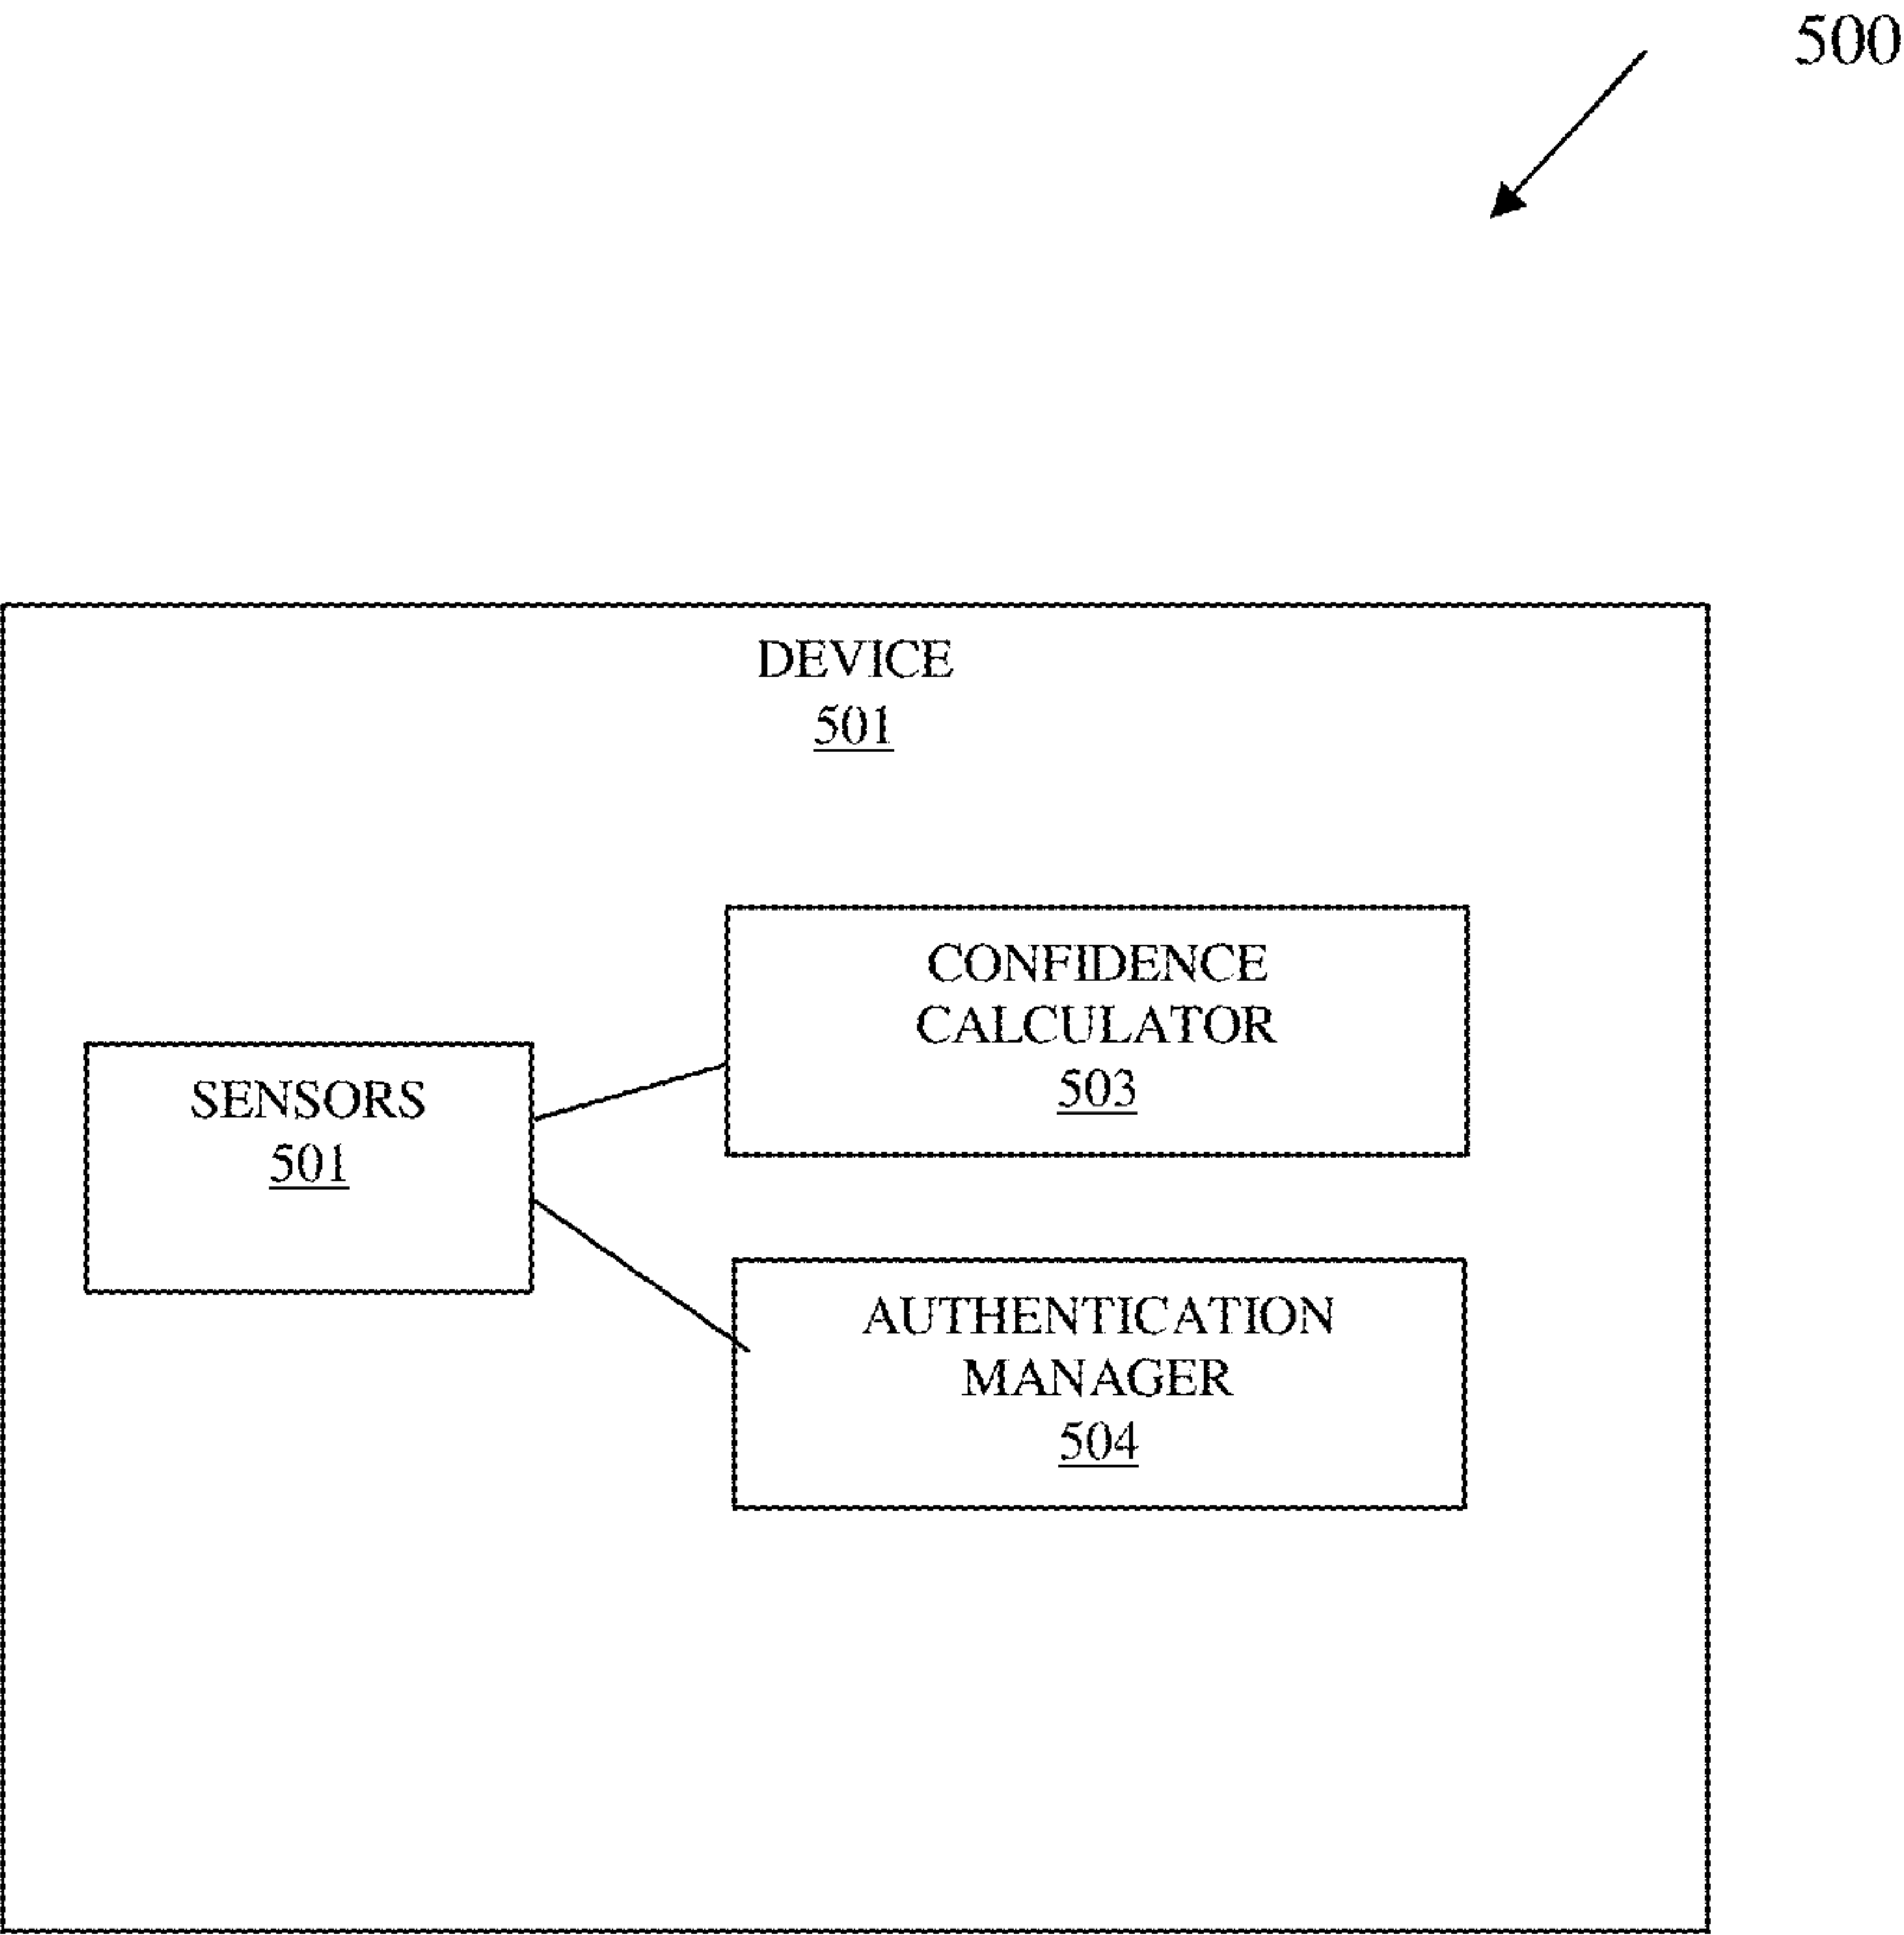 500
DEVICE
501
CONFIDENCE
CALCULATOR
503
SENSORS
501
AUTHENTICATION
MANAGER
504